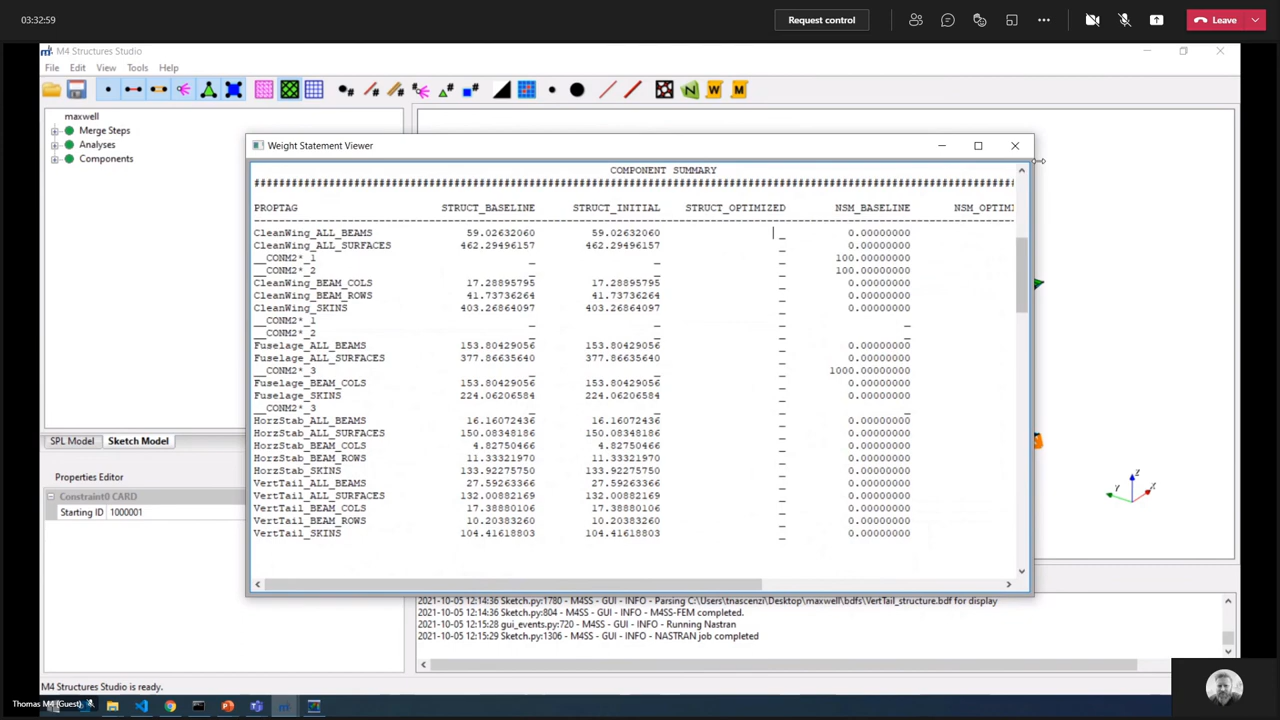 03:32:59
Request control
Leave
M4 Structures Studio
File Edit View Tools Help
maxwell
Merge Steps
Analyses
Components
Weight Statement Viewer
COMPONENT SUMMARY
PROPTAG STRUCT_BASELINE STRUCT_INITIAL STRUCT_OPTIMIZED NSM_BASELINE NSM_OPTIM
CleanWing_ALL_BEAMS 59.02632060 59.02632060 _ 0.00000000
CleanWing_ALL_SURFACES 462.29496157 462.29496157 0.00000000
__CONM2*_1 _ _ _ 100.00000000
__CONM2*_2 _ _ _ 100.00000000
CleanWing_BEAM_COLS 17.28895795 17.28895795 _ 0.00000000
CleanWing_BEAM_ROWS 41.73736264 41.73736264 _ 0.00000000
CleanWing_SKINS 403.26864097 403.26864097 _ 0.00000000
__CONM2*_1 _ _ _ _
__CONM2*_2 _ _ _ _
Fuselage_ALL_BEAMS 153.80429056 153.80429056 _ 0.00000000
Fuselage_ALL_SURFACES 377.86635640 377.86635640 _ 0.00000000
__CONM2*_3 _ _ _ 1000.00000000
Fuselage_BEAM_COLS 153.80429056 153.80429056 _ 0.00000000
Fuselage_SKINS 224.06206584 224.06206584 _ 0.00000000
__CONM2*_3 _ _ _ _
HorzStab_ALL_BEAMS 16.16072436 16.16072436 _ 0.00000000
HorzStab_ALL_SURFACES 150.08348186 150.08348186 _ 0.00000000
HorzStab_BEAM_COLS 4.82750466 4.82750466 _ 0.00000000
HorzStab_BEAM_ROWS 11.33321970 11.33321970 _ 0.00000000
HorzStab_SKINS 133.92275750 133.92275750 _ 0.00000000
VertTail_ALL_BEAMS 27.59263366 27.59263366 _ 0.00000000
VertTail_ALL_SURFACES 132.00882169 132.00882169 _ 0.00000000
VertTail_BEAM_COLS 17.38880106 17.38880106 _ 0.00000000
VertTail_BEAM_ROWS 10.20383260 10.20383260 _ 0.00000000
VertTail_SKINS 104.41618803 104.41618803 _ 0.00000000
SPL Model Sketch Model
Properties Editor
Constraint0 CARD
Starting ID 1000001
Z
Y X
2021-10-05 12:14:36 Sketch.py:1780 - M4SS - GUI - INFO - Parsing C:\Users\tnascenzi\Desktop\maxwell\bdfs\VertTail_structure.bdf for display
2021-10-05 12:14:36 Sketch.py:804 - M4SS - GUI - INFO - M4SS-FEM completed.
2021-10-05 12:15:28 gui_events.py:720 - M4SS - GUI - INFO - Running Nastran
2021-10-05 12:15:29 Sketch.py:1306 - M4SS - GUI - INFO - NASTRAN job completed
M4 Structures Studio is ready.
Thomas M4 (Guest)